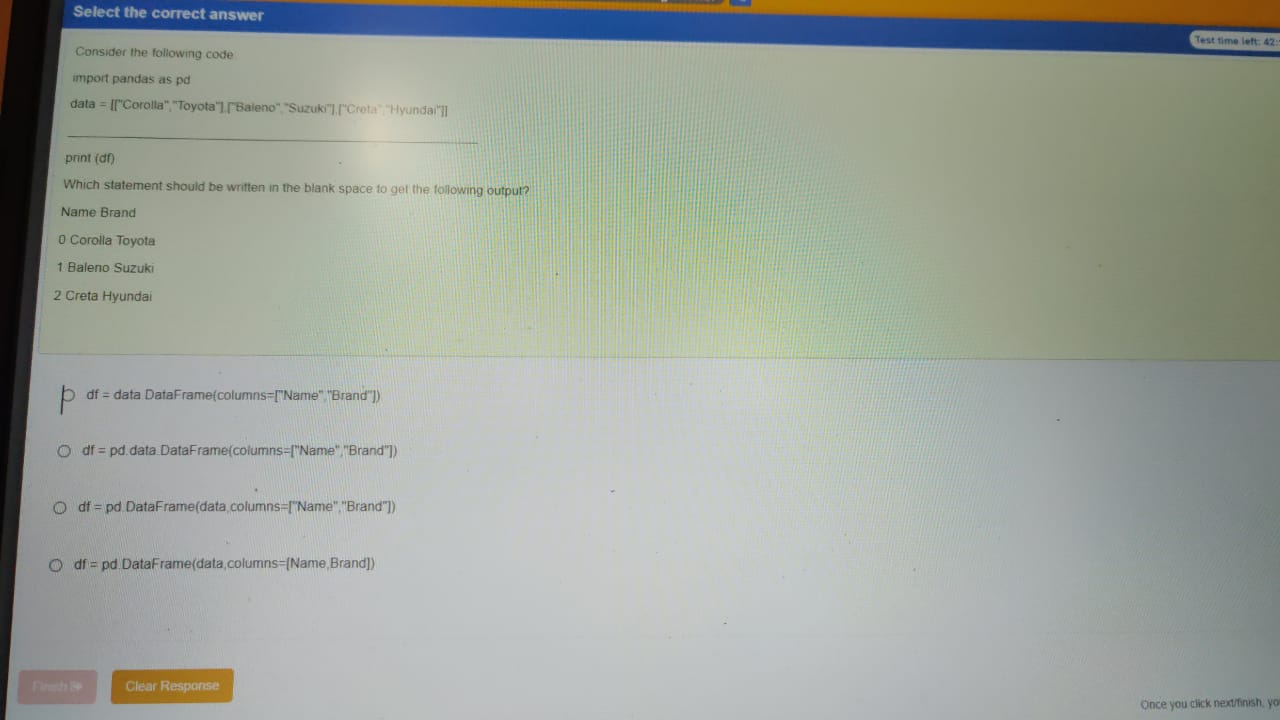 Select the correct answer
Test time left: 42:
Consider the following code
import pandas as pd
data = [["Corolla","Toyota"],["Baleno","Suzuki"],["Creta","Hyundai"]]
print (df)
Which statement should be written in the blank space to get the following output?
Name Brand
0 Corolla Toyota
1 Baleno Suzuki
2 Creta Hyundai
df = data.DataFrame(columns=["Name","Brand"])
df = pd.data.DataFrame(columns=["Name","Brand"])
df = pd.DataFrame(data,columns=["Name","Brand"])
df = pd.DataFrame(data,columns=[Name,Brand])
Finish
Clear Response
Once you click next/finish, yo